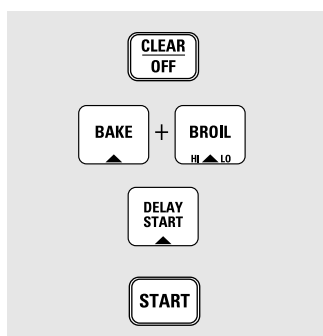 CLEAR
OFF
BAKE + BROIL
HI LO
DELAY
START
START